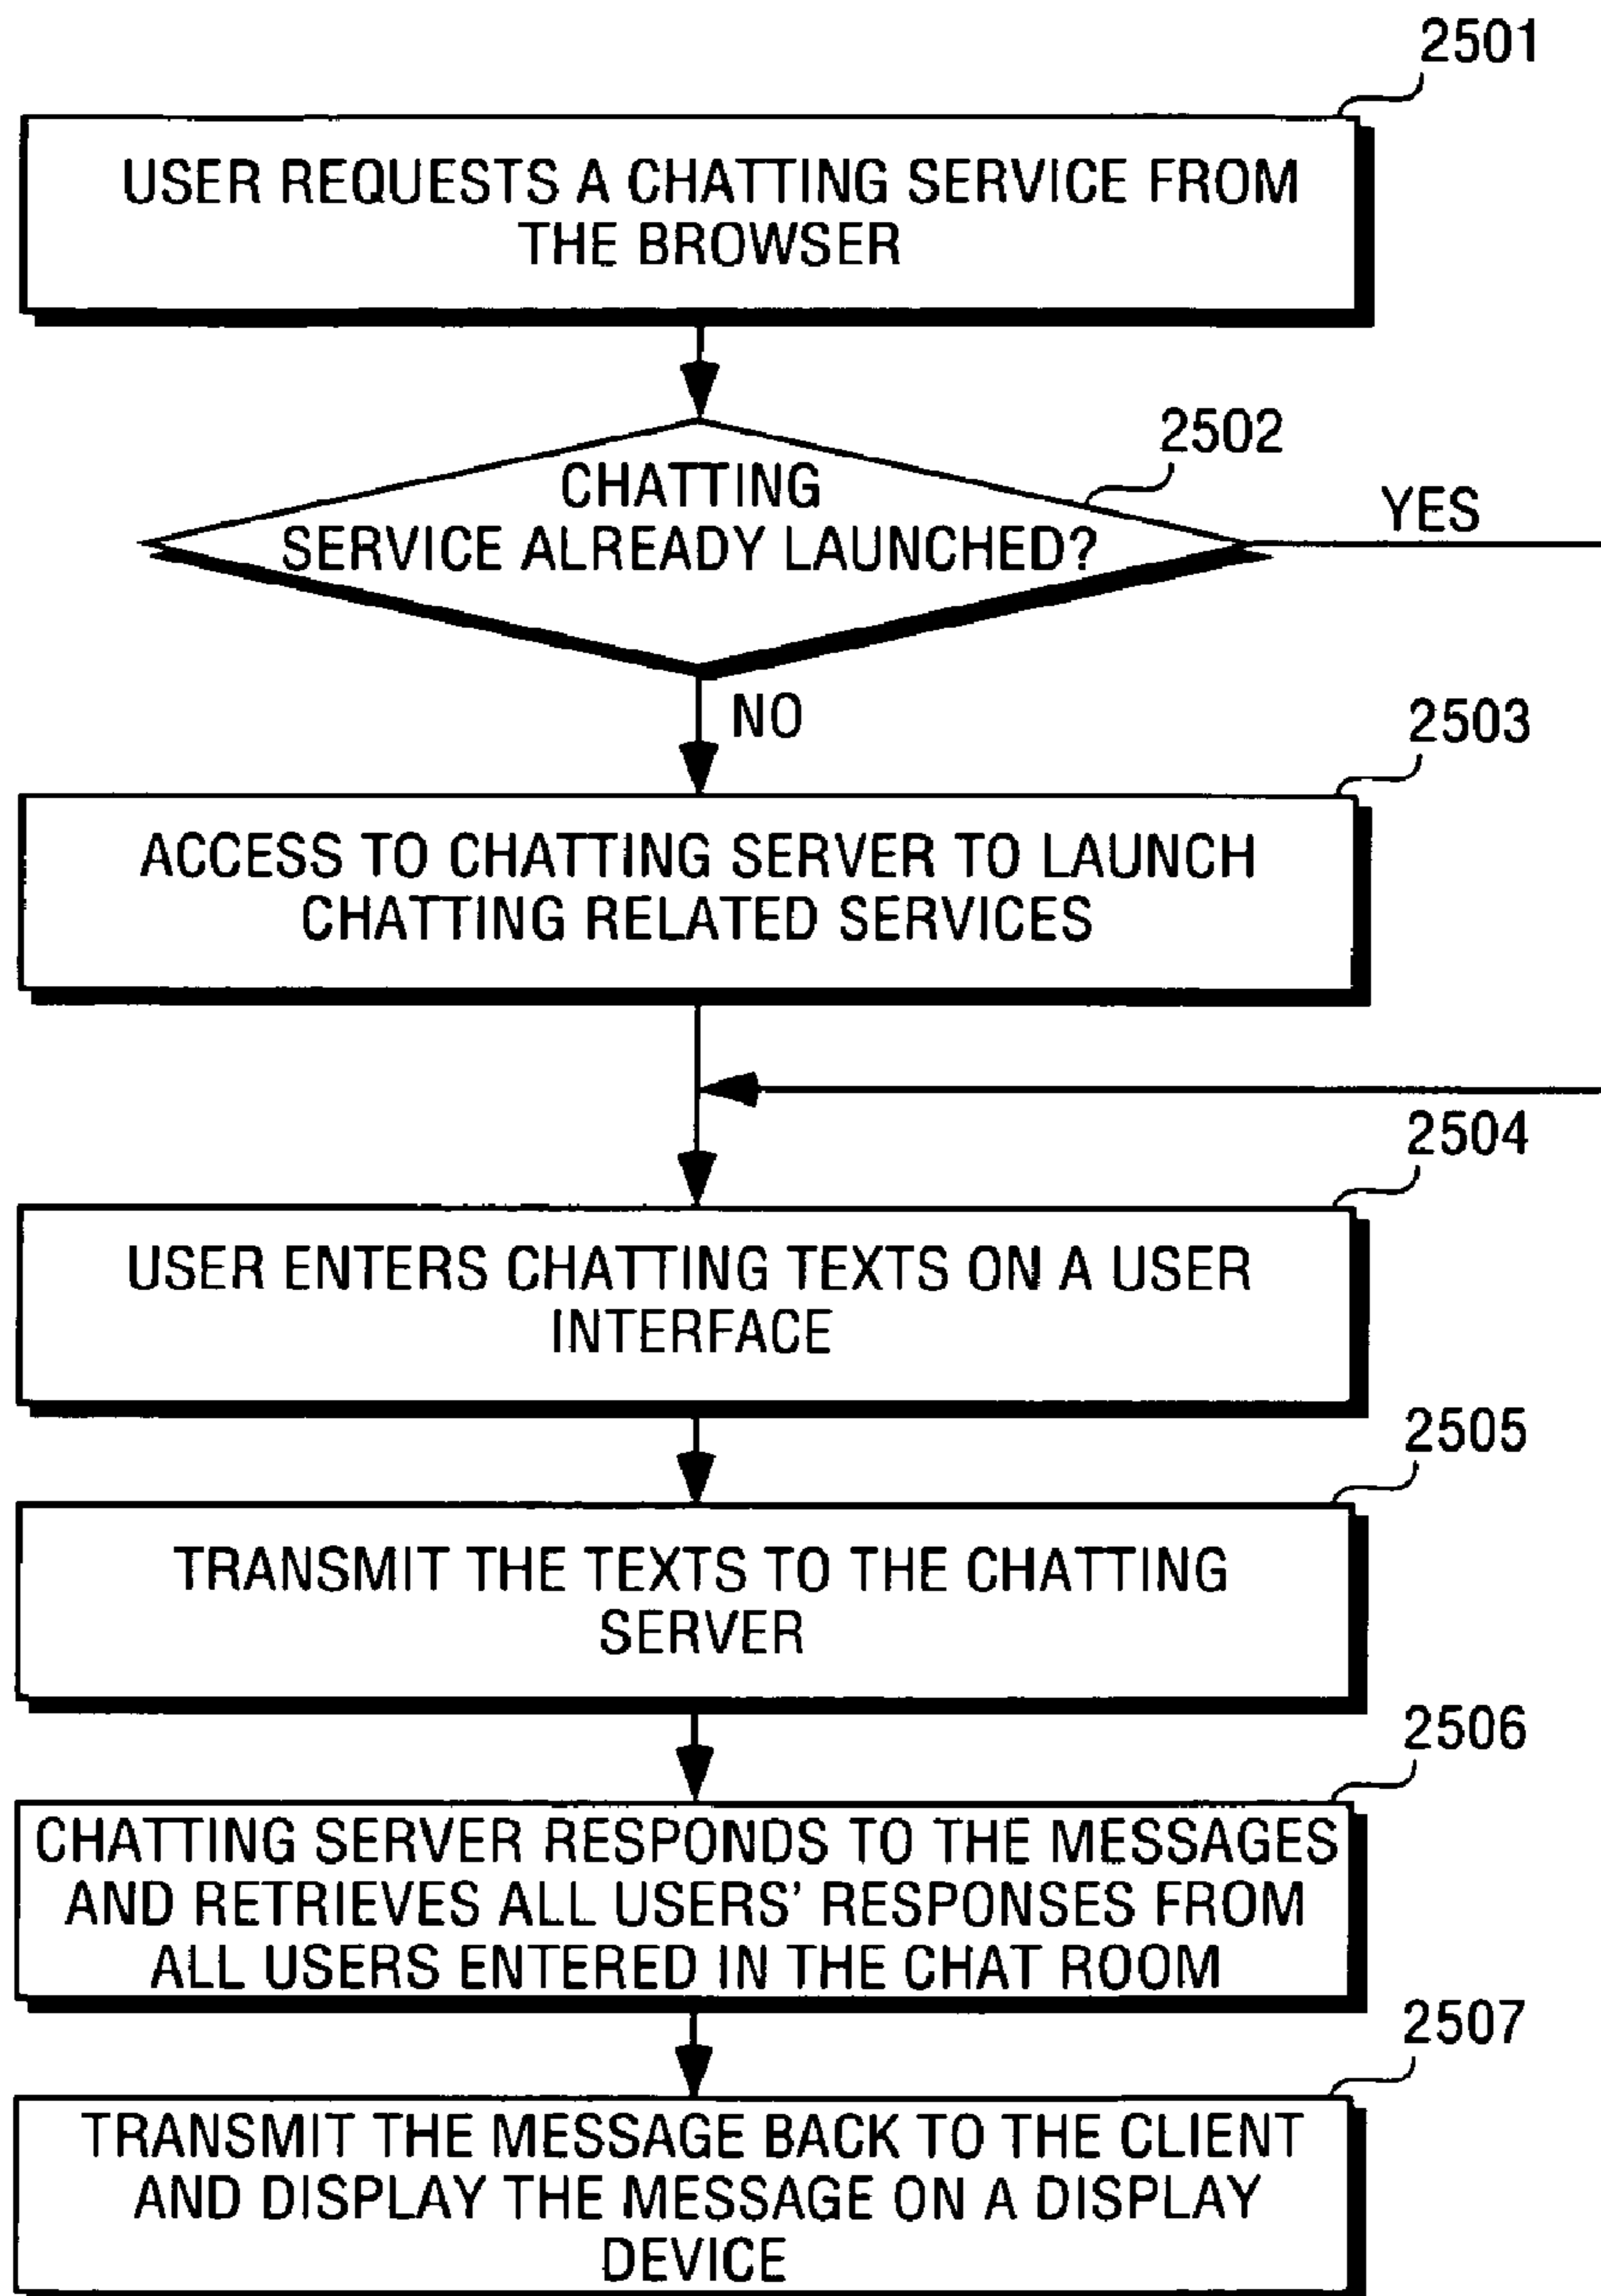 2501
USER REQUESTS A CHATTING SERVICE FROM
THE BROWSER
2502
CHATTING
SERVICE ALREADY LAUNCHED?
YES
NO
2503
ACCESS TO CHATTING SERVER TO LAUNCH
CHATTING RELATED SERVICES
2504
USER ENTERS CHATTING TEXTS ON A USER
INTERFACE
2505
TRANSMIT THE TEXTS TO THE CHATTING
SERVER
2506
CHATTING SERVER RESPONDS TO THE MESSAGES
AND RETRIEVES ALL USERS' RESPONSES FROM
ALL USERS ENTERED IN THE CHAT ROOM
2507
TRANSMIT THE MESSAGE BACK TO THE CLIENT
AND DISPLAY THE MESSAGE ON A DISPLAY
DEVICE